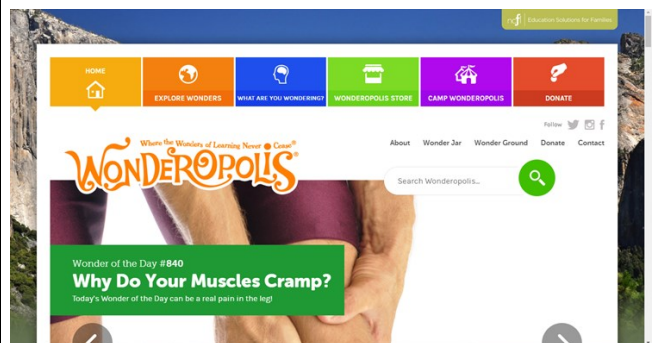 ncfl Education Solutions for Families
HOME
EXPLORE WONDERS
WHAT ARE YOU WONDERING?
WONDEROPOLIS STORE
CAMP WONDEROPOLIS
DONATE
Follow
About Wonder Jar Wonder Ground Donate Contact
Where the Wonders of Learning Never Cease®
WONDEROPOLIS®
Search Wonderopolis...
Wonder of the Day #840
Why Do Your Muscles Cramp?
Today's Wonder of the Day can be a real pain in the leg!